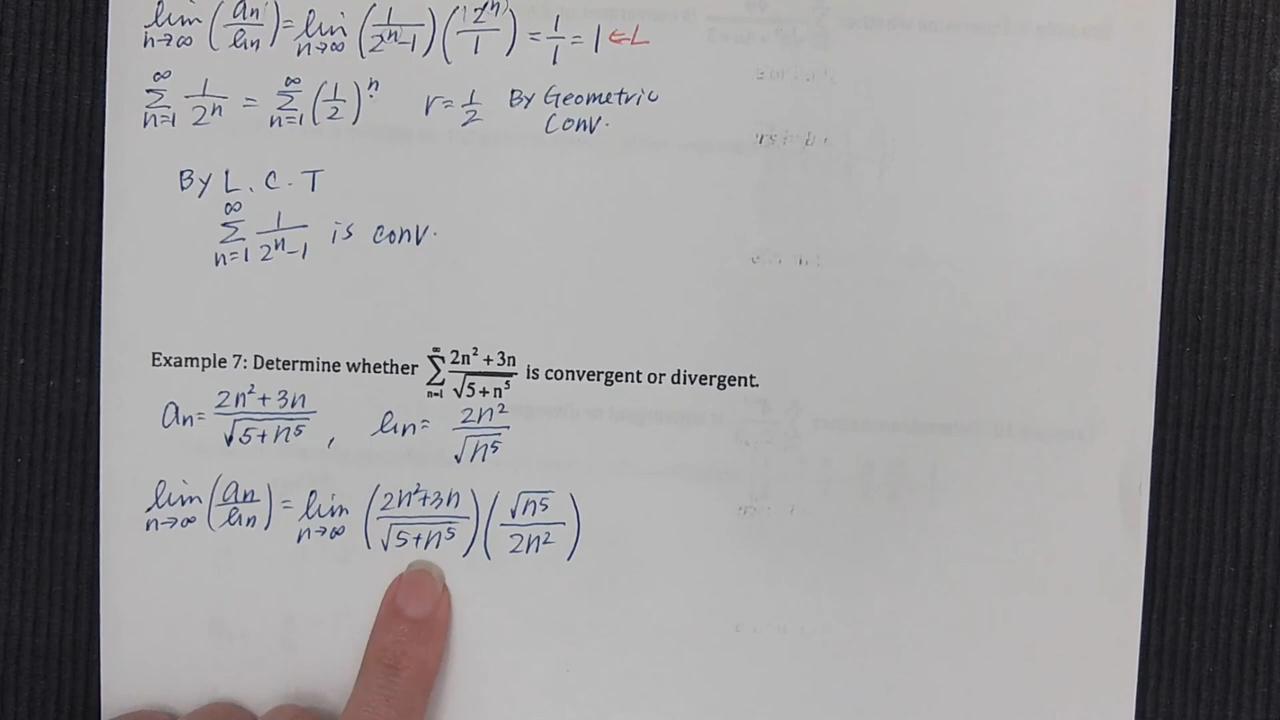 lim n→∞ (an/bn) = lim n→∞ (1/(2^n-1)) (2^n/1) = 1/1 = 1 ← L
∞ Σ n=1 1/2^n = ∞ Σ n=1 (1/2)^n r = 1/2 By Geometric
Conv.
By L.C.T
∞ Σ n=1 1/(2^n-1) is conv.
Example 7: Determine whether ∞ Σ n=1 (2n²+3n)/√(5+n⁵) is convergent or divergent.
an = (2n²+3n)/√(5+n⁵) , bn = 2n²/√(n⁵)
lim n→∞ (an/bn) = lim n→∞ ((2n²+3n)/√(5+n⁵)) (√(n⁵)/2n²)